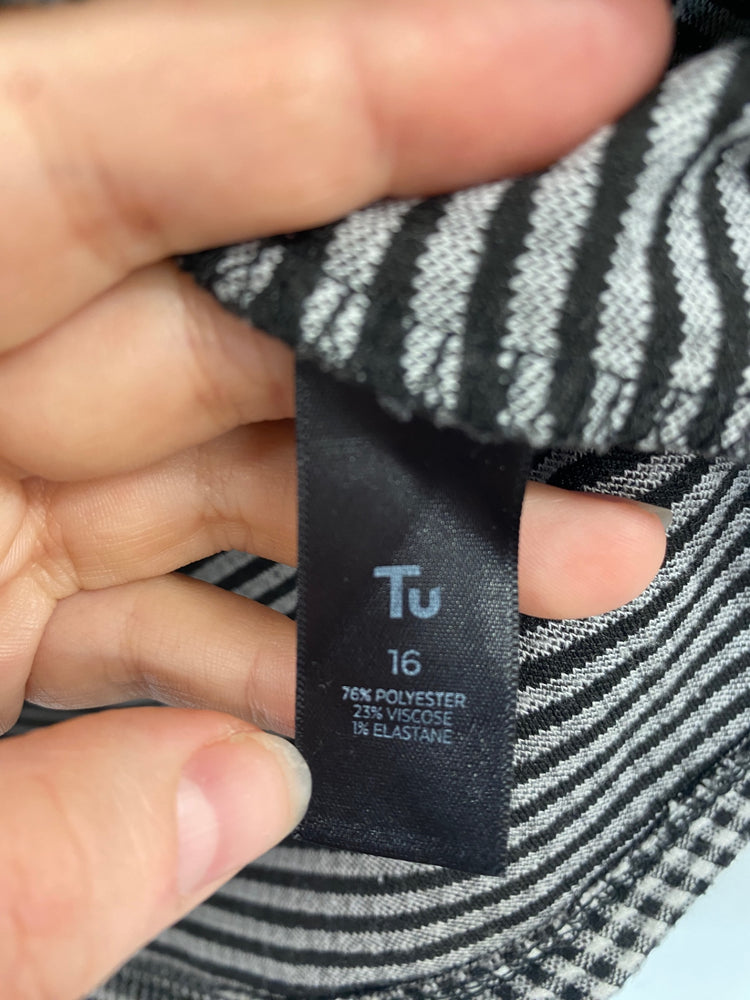 Tu
16
76% POLYESTER
23% VISCOSE
1% ELASTANE